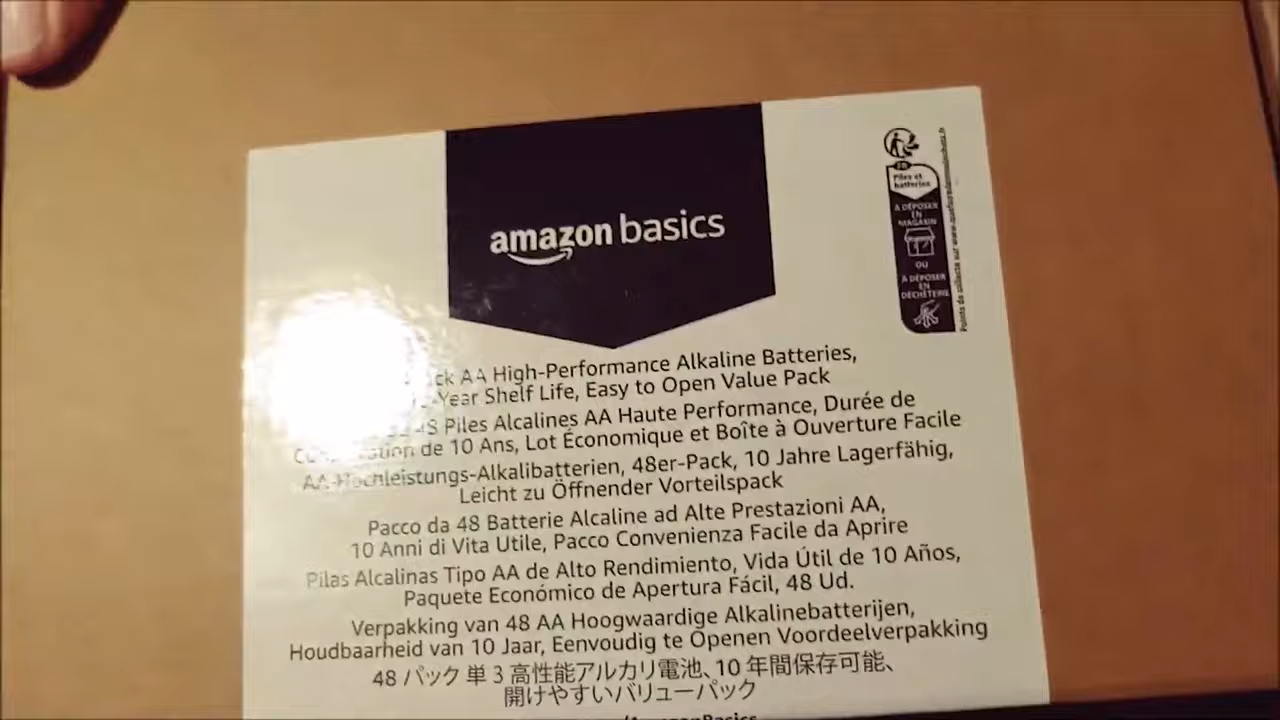 amazon basics
Piles et
batteries
À DÉPOSER
EN
MAGASIN
OU
À DÉPOSER
EN
DÉCHÈTERIE
AA High-Performance Alkaline Batteries,
Year Shelf Life, Easy to Open Value Pack
Piles Alcalines AA Haute Performance, Durée de
de 10 Ans, Lot Économique et Boîte à Ouverture Facile
AA-Hochleistungs-Alkalibatterien, 48er-Pack, 10 Jahre Lagerfähig,
Leicht zu Öffnender Vorteilspack
Pacco da 48 Batterie Alcaline ad Alte Prestazioni AA,
10 Anni di Vita Utile, Pacco Convenienza Facile da Aprire
Pilas Alcalinas Tipo AA de Alto Rendimiento, Vida Útil de 10 Años,
Paquete Económico de Apertura Fácil, 48 Ud.
Verpakking van 48 AA Hoogwaardige Alkalinebatterijen,
Houdbaarheid van 10 Jaar, Eenvoudig te Openen Voordeelverpakking
48 パック 単 3 高性能アルカリ電池、10 年間保存可能、
開けやすいバリューパック
/AmazonBasics